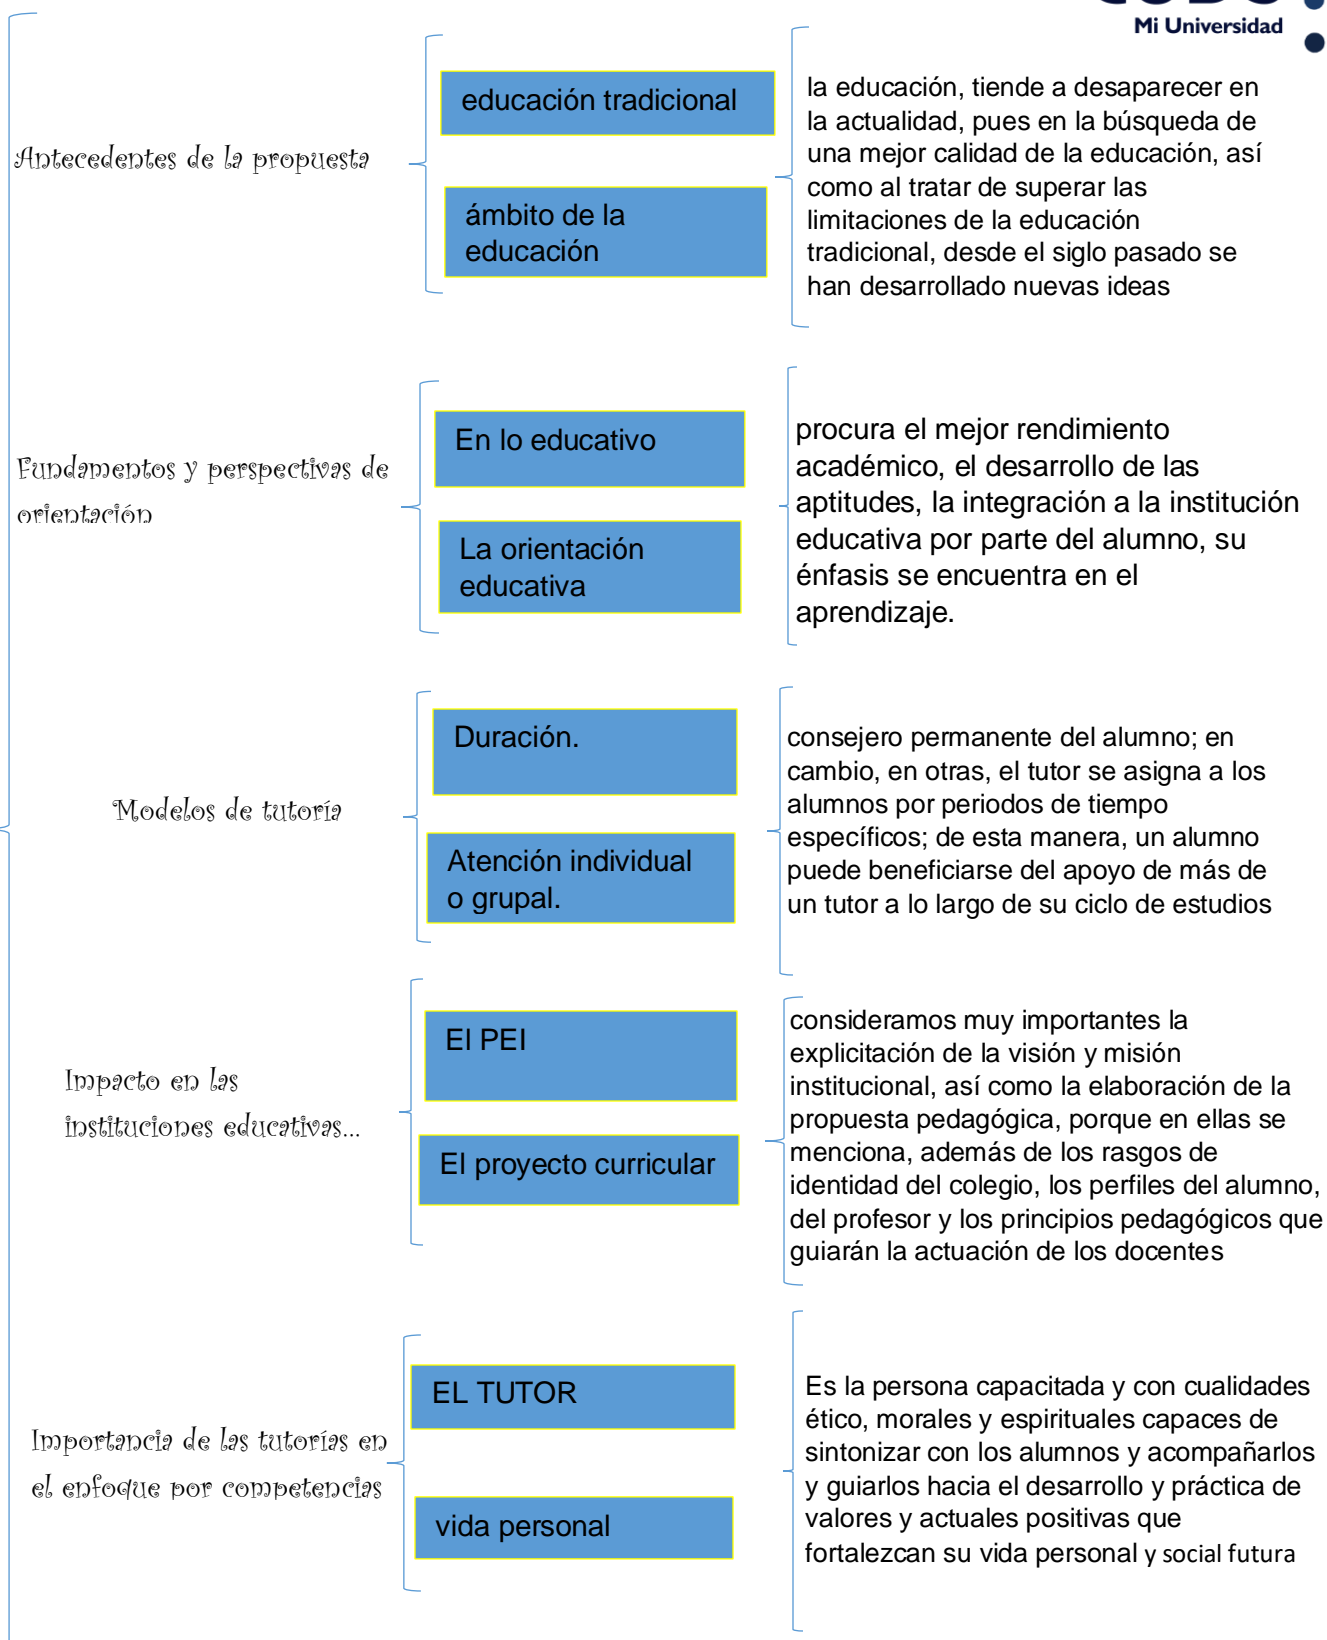 Mi Universidad
Antecedentes de la propuesta
educación tradicional
ámbito de la
educación
la educación, tiende a desaparecer en
la actualidad, pues en la búsqueda de
una mejor calidad de la educación, así
como al tratar de superar las
limitaciones de la educación
tradicional, desde el siglo pasado se
han desarrollado nuevas ideas
Fundamentos y perspectivas de
orientación
En lo educativo
La orientación
educativa
procura el mejor rendimiento
académico, el desarrollo de las
aptitudes, la integración a la institución
educativa por parte del alumno, su
énfasis se encuentra en el
aprendizaje.
Modelos de tutoría
Duración.
Atención individual
o grupal.
consejero permanente del alumno; en
cambio, en otras, el tutor se asigna a los
alumnos por periodos de tiempo
específicos; de esta manera, un alumno
puede beneficiarse del apoyo de más de
un tutor a lo largo de su ciclo de estudios
Impacto en las
instituciones educativas...
El PEI
El proyecto curricular
consideramos muy importantes la
explicitación de la visión y misión
institucional, así como la elaboración de la
propuesta pedagógica, porque en ellas se
menciona, además de los rasgos de
identidad del colegio, los perfiles del alumno,
del profesor y los principios pedagógicos que
guiarán la actuación de los docentes
Importancia de las tutorías en
el enfoque por competencias
EL TUTOR
vida personal
Es la persona capacitada y con cualidades
ético, morales y espirituales capaces de
sintonizar con los alumnos y acompañarlos
y guiarlos hacia el desarrollo y práctica de
valores y actuales positivas que
fortalezcan su vida personal y social futura